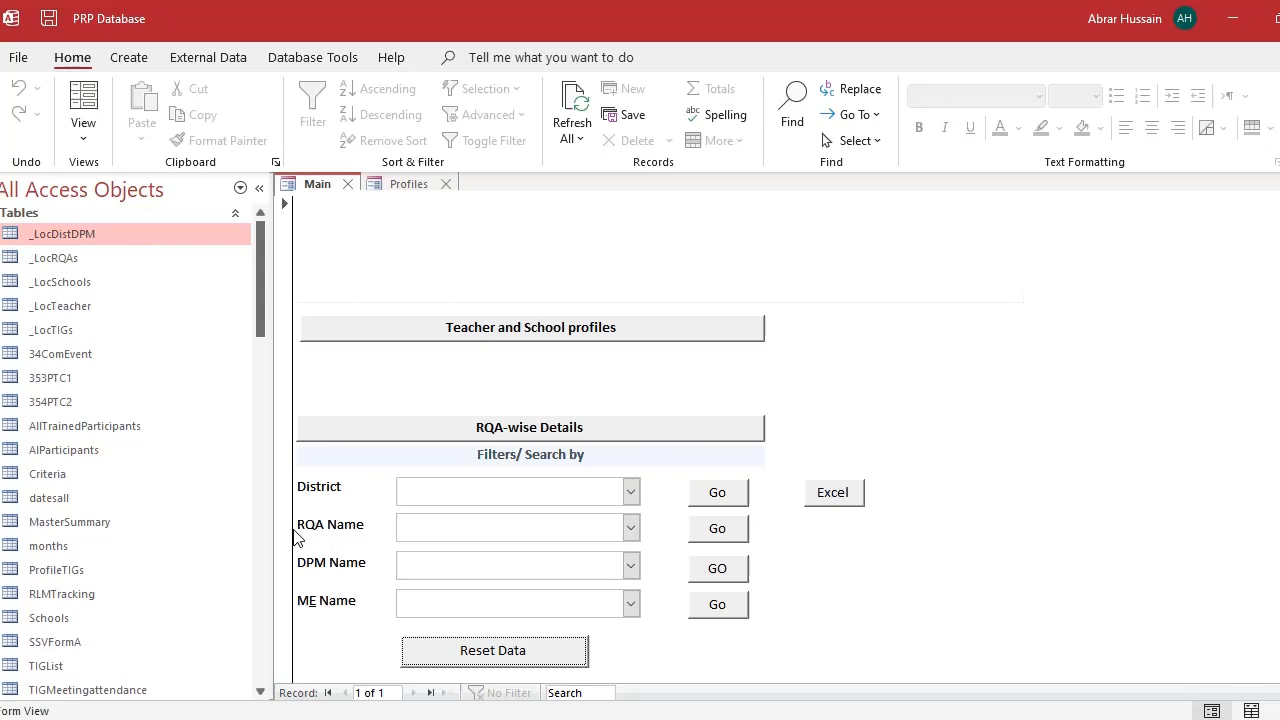 PRP Database
Abrar Hussain AH
File Home Create External Data Database Tools Help Tell me what you want to do
Undo
View
Views
Paste
Cut
Copy
Format Painter
Clipboard
Filter
Ascending
Descending
Remove Sort
Selection
Advanced
Toggle Filter
Sort & Filter
Refresh
All
New
Save
Delete
Totals
Spelling
More
Records
Find
Replace
Go To
Select
Find
B I U A
Text Formatting
All Access Objects
Tables
_LocDistDPM
_LocRQAs
_LocSchools
_LocTeacher
_LocTIGs
34ComEvent
353PTC1
354PTC2
AllTrainedParticipants
AlParticipants
Criteria
datesall
MasterSummary
months
ProfileTIGs
RLMTracking
Schools
SSVFormA
TIGList
TIGMeetingattendance
Main Profiles
Teacher and School profiles
RQA-wise Details
Filters/ Search by
District Go Excel
RQA Name Go
DPM Name GO
ME Name Go
Reset Data
Record: 1 of 1 No Filter Search
orm View